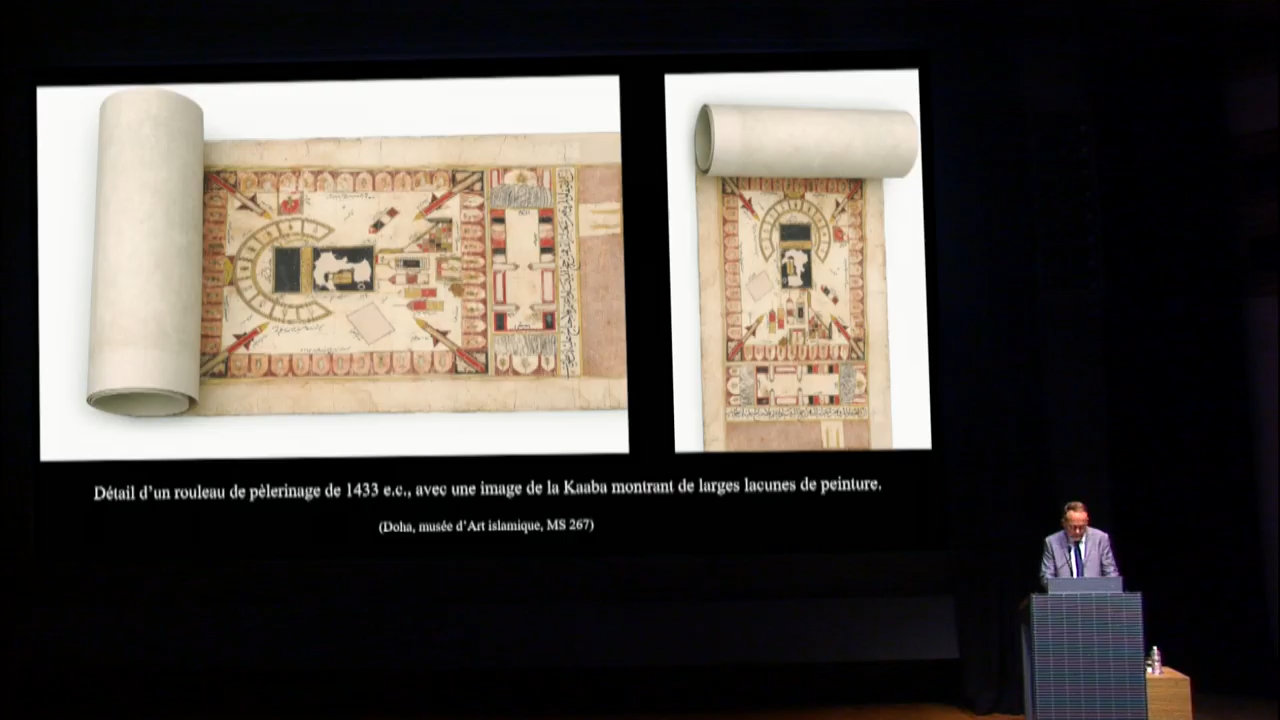 Détail d'un rouleau de pèlerinage de 1433 e.c., avec une image de la Kaaba montrant de larges lacunes de peinture.
(Doha, musée d'Art islamique, MS 267)